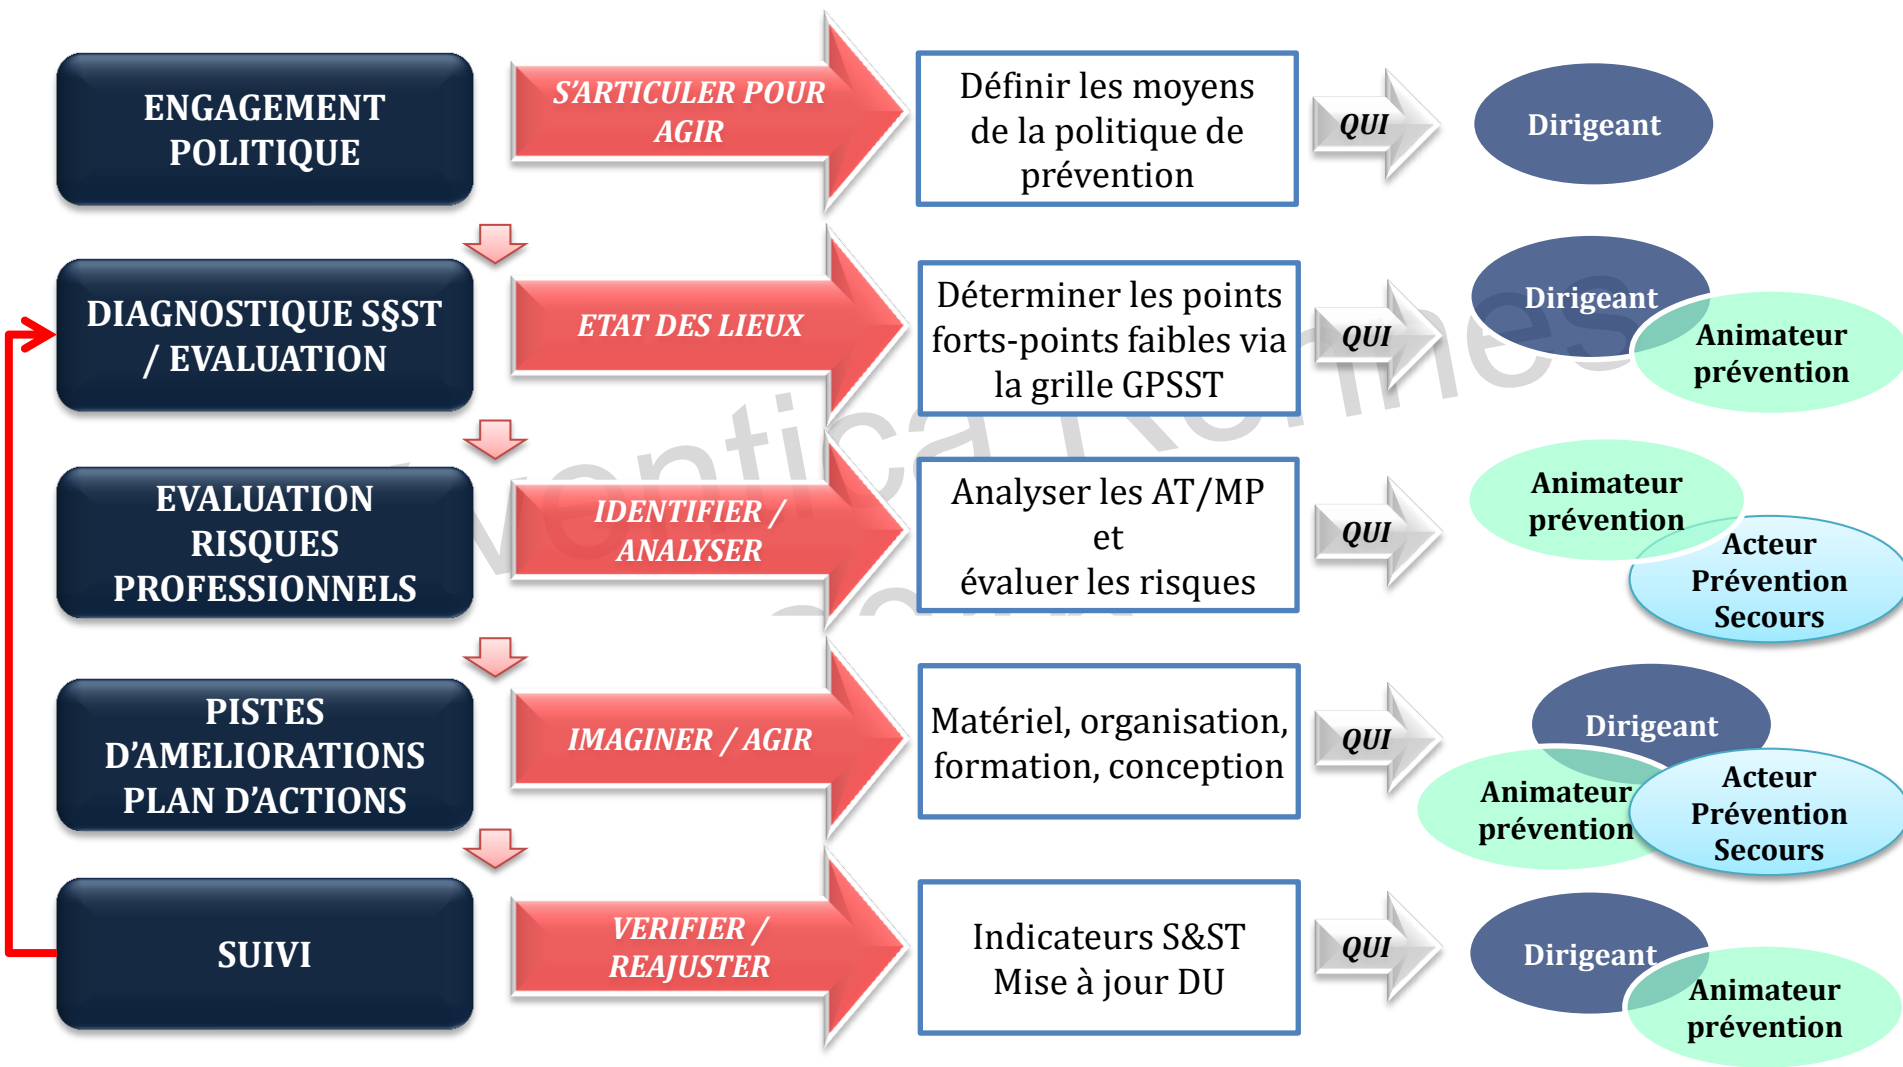 ENGAGEMENT
POLITIQUE
S'ARTICULER POUR
AGIR
Définir les moyens
de la politique de
prévention
QUI
Dirigeant
DIAGNOSTIQUE S§ST
/ EVALUATION
ETAT DES LIEUX
Déterminer les points
forts-points faibles via
la grille GPSST
QUI
Dirigeant
Animateur
prévention
EVALUATION
RISQUES
PROFESSIONNELS
IDENTIFIER /
ANALYSER
Analyser les AT/MP
et
évaluer les risques
QUI
Animateur
prévention
Acteur
Prévention
Secours
PISTES
D'AMELIORATIONS
PLAN D'ACTIONS
IMAGINER / AGIR
Matériel, organisation,
formation, conception
QUI
Dirigeant
Animateur
prévention
Acteur
Prévention
Secours
SUIVI
VERIFIER /
REAJUSTER
Indicateurs S&ST
Mise à jour DU
QUI
Dirigeant
Animateur
prévention